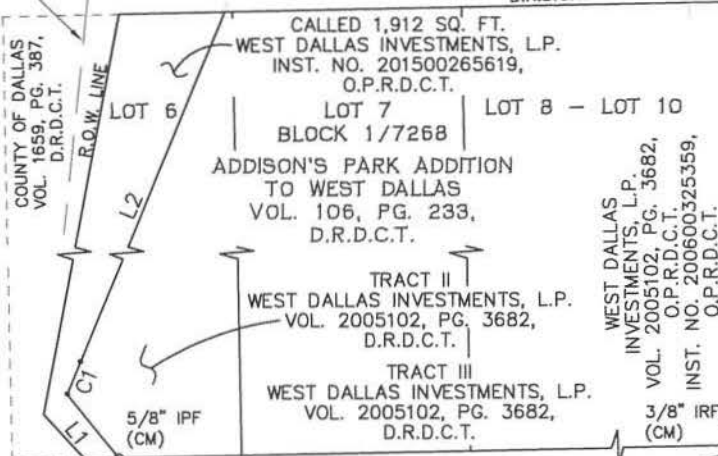 COUNTY OF DALLAS
VOL. 1659, PG. 387,
D.R.D.C.T.
R.O.W. LINE
LOT 6
L2
CALLED 1,912 SQ. FT.
WEST DALLAS INVESTMENTS, L.P.
INST. NO. 201500265619,
O.P.R.D.C.T.
LOT 7
BLOCK 1/7268
LOT 8 - LOT 10
ADDISON'S PARK ADDITION
TO WEST DALLAS
VOL. 106, PG. 233,
D.R.D.C.T.
WEST DALLAS
INVESTMENTS, L.P.
VOL. 2005102, PG. 3682,
O.P.R.D.C.T.
INST. NO. 200600325359,
O.P.R.D.C.T.
TRACT II
WEST DALLAS INVESTMENTS, L.P.
VOL. 2005102, PG. 3682,
D.R.D.C.T.
TRACT III
WEST DALLAS INVESTMENTS, L.P.
VOL. 2005102, PG. 3682,
D.R.D.C.T.
C1
L1
5/8" IPF
(CM)
3/8" IRF
(CM)